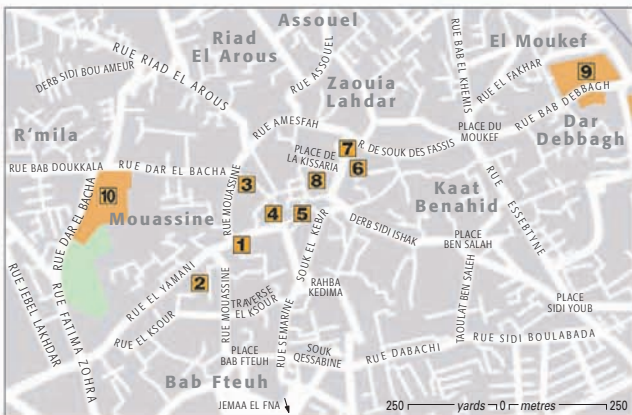 Assouel
Riad
El Arous
El Moukef
RUE RIAD EL AROUS
RUE ASSOUEL
RUE BAB EL KHEMIS
RUE EL FAKHAR
9
DERB SIDI BOU AMEUR
Zaouia
Lahdar
RUE BAB DEBBAGH
RUE AMESFAH
PLACE DU
MOUKEF
Dar
Debbagh
R'mila
7
R. DE SOUK DES FASSIS
PLACE DE
LA KISSARIA
6
RUE BAB DOUKKALA
RUE DAR EL BACHA
8
3
10
RUE DAR EL BACHA
Mouassine
RUE MOUASSINE
Kaat
Benahid
RUE ESSEBTYNE
4
5
DERB SIDI ISHAK
SOUK EL KEBIR
1
PLACE
BEN SALAH
RUE EL YAMANI
2
RUE JEBEL LAKHDAR
RUE FATIMA ZOHRA
RUE MOUASSINE
RAHBA
KEDIMA
TRAVERSE
EL KSOUR
TAOULAT BEN SALEH
PLACE
SIDI YOUB
RUE EL KSOUR
RUE SEMARINE
RUE SIDI BOULABADA
PLACE
BAB FTEUH
SOUK
QESSABINE
RUE DABACHI
Bab Fteuh
JEMAA EL FNA
250 yards 0 metres 250